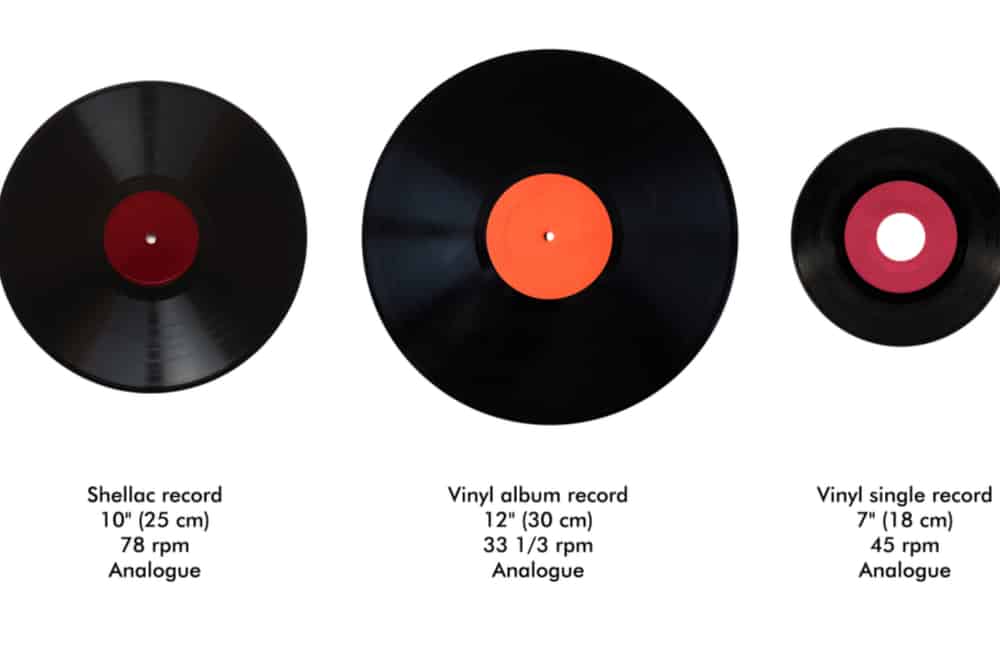 Shellac record
10" (25 cm)
78 rpm
Analogue
Vinyl album record
12" (30 cm)
33 1/3 rpm
Analogue
Vinyl single record
7" (18 cm)
45 rpm
Analogue